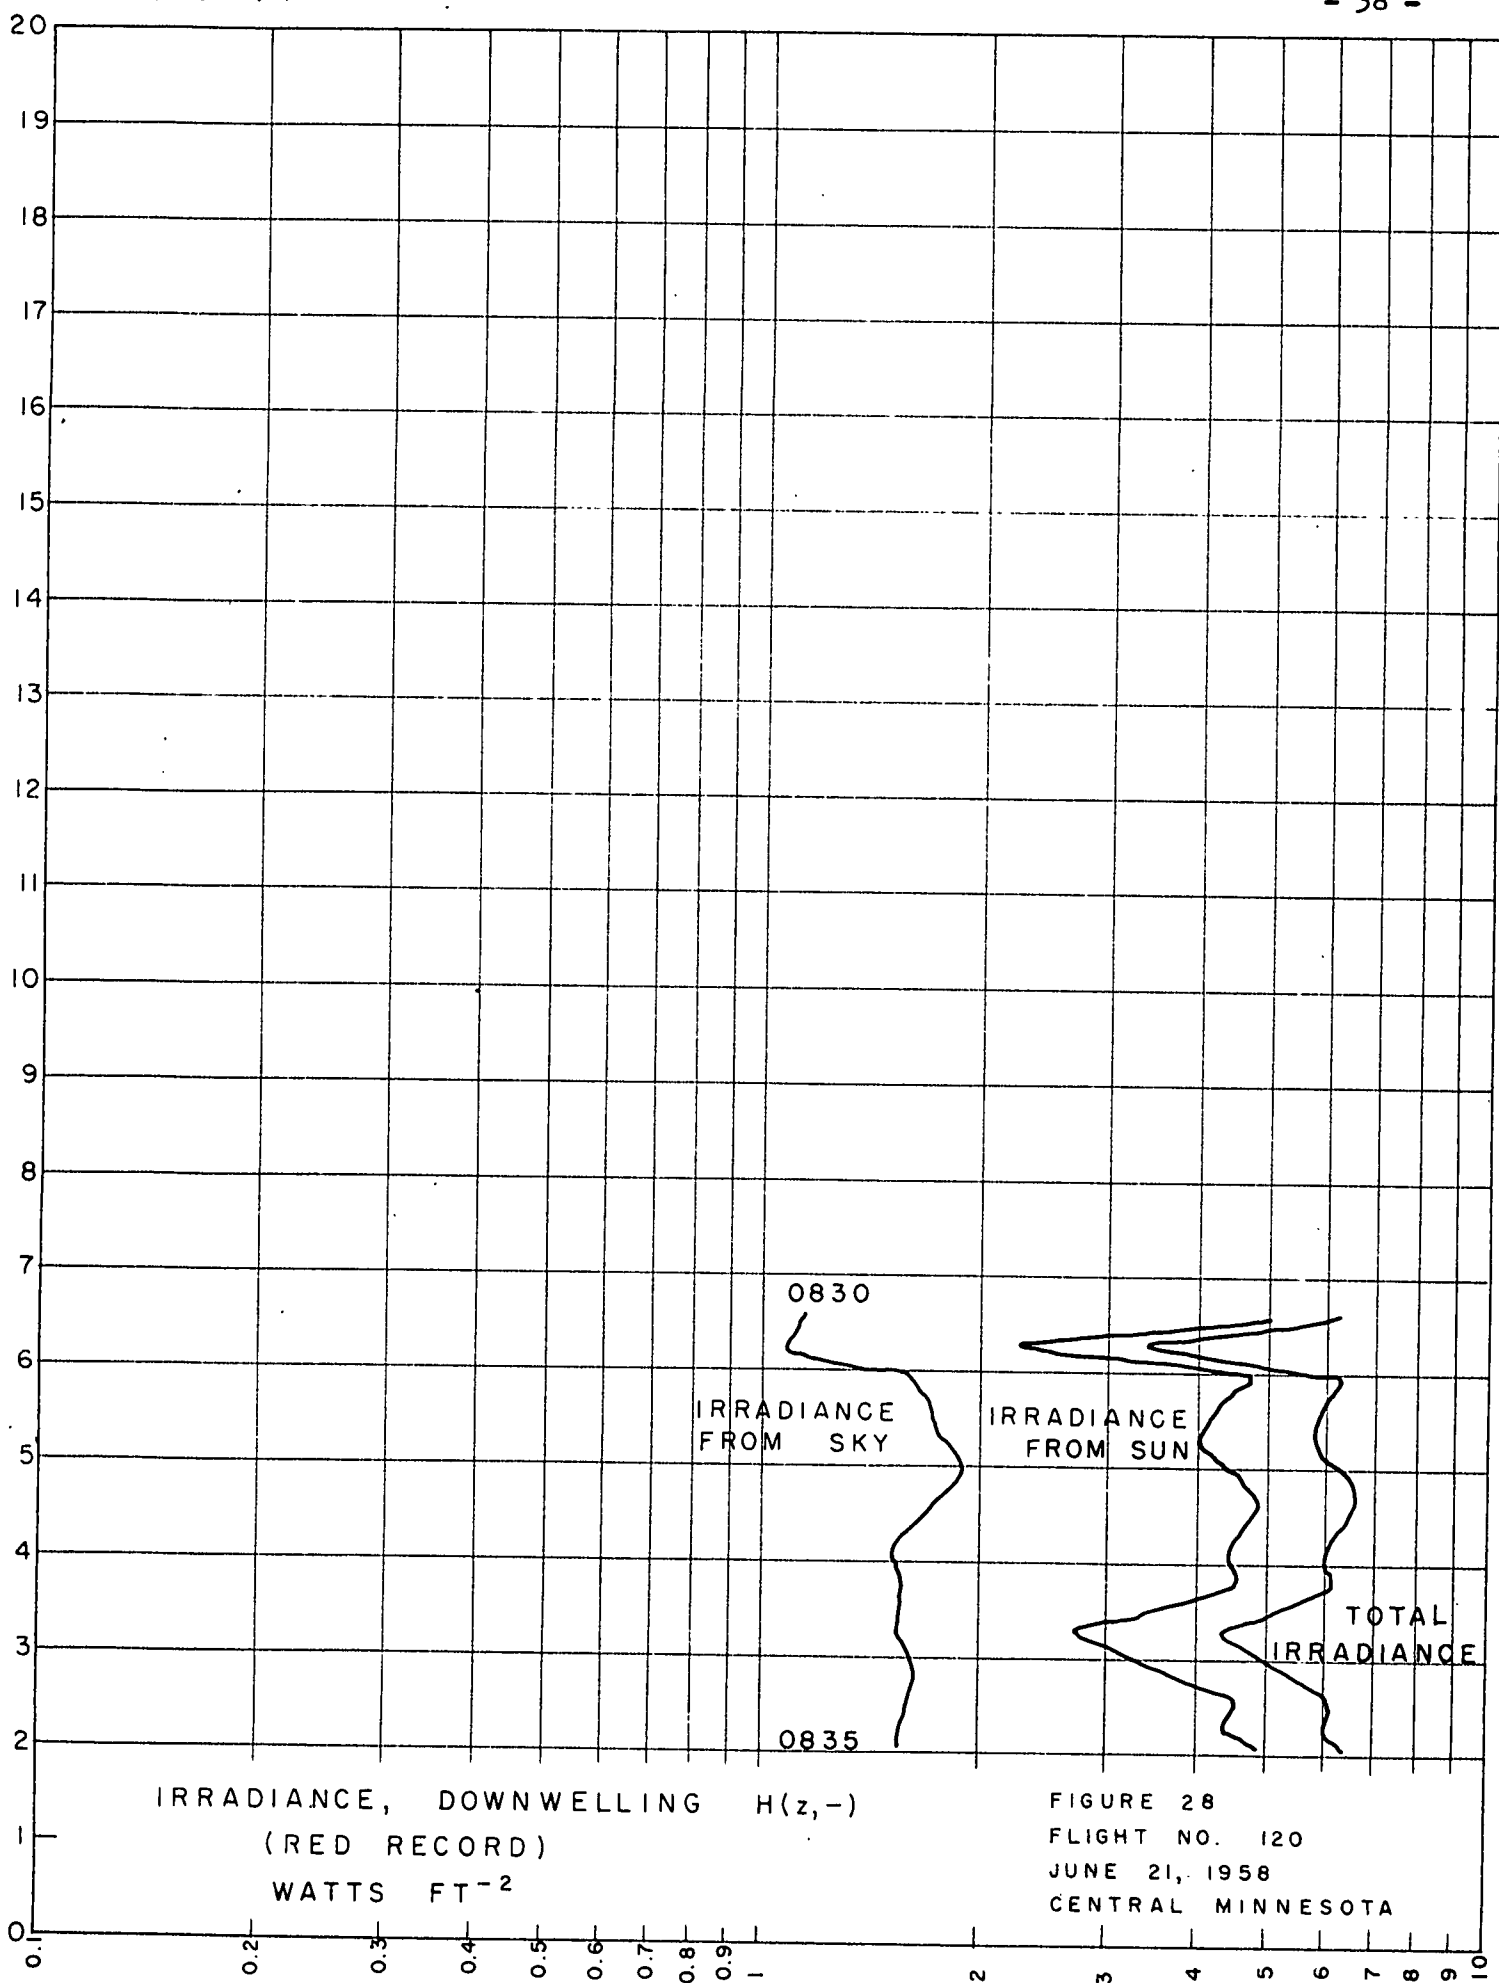 - 38 -
20
19
18
17
16
15
14
13
12
11
10
9
8
7
6
5
4
3
2
1
0
0830
IRRADIANCE
FROM SKY
IRRADIANCE
FROM SUN
TOTAL
IRRADIANCE
0835
IRRADIANCE, DOWNWELLING H(z,-)
(RED RECORD)
WATTS FT⁻²
FIGURE 28
FLIGHT NO. 120
JUNE 21, 1958
CENTRAL MINNESOTA
0. 0.2 0.3 0.4 0.5 0.6 0.7 0.8 0.9 1 2 3 4 5 6 7 8 9 10